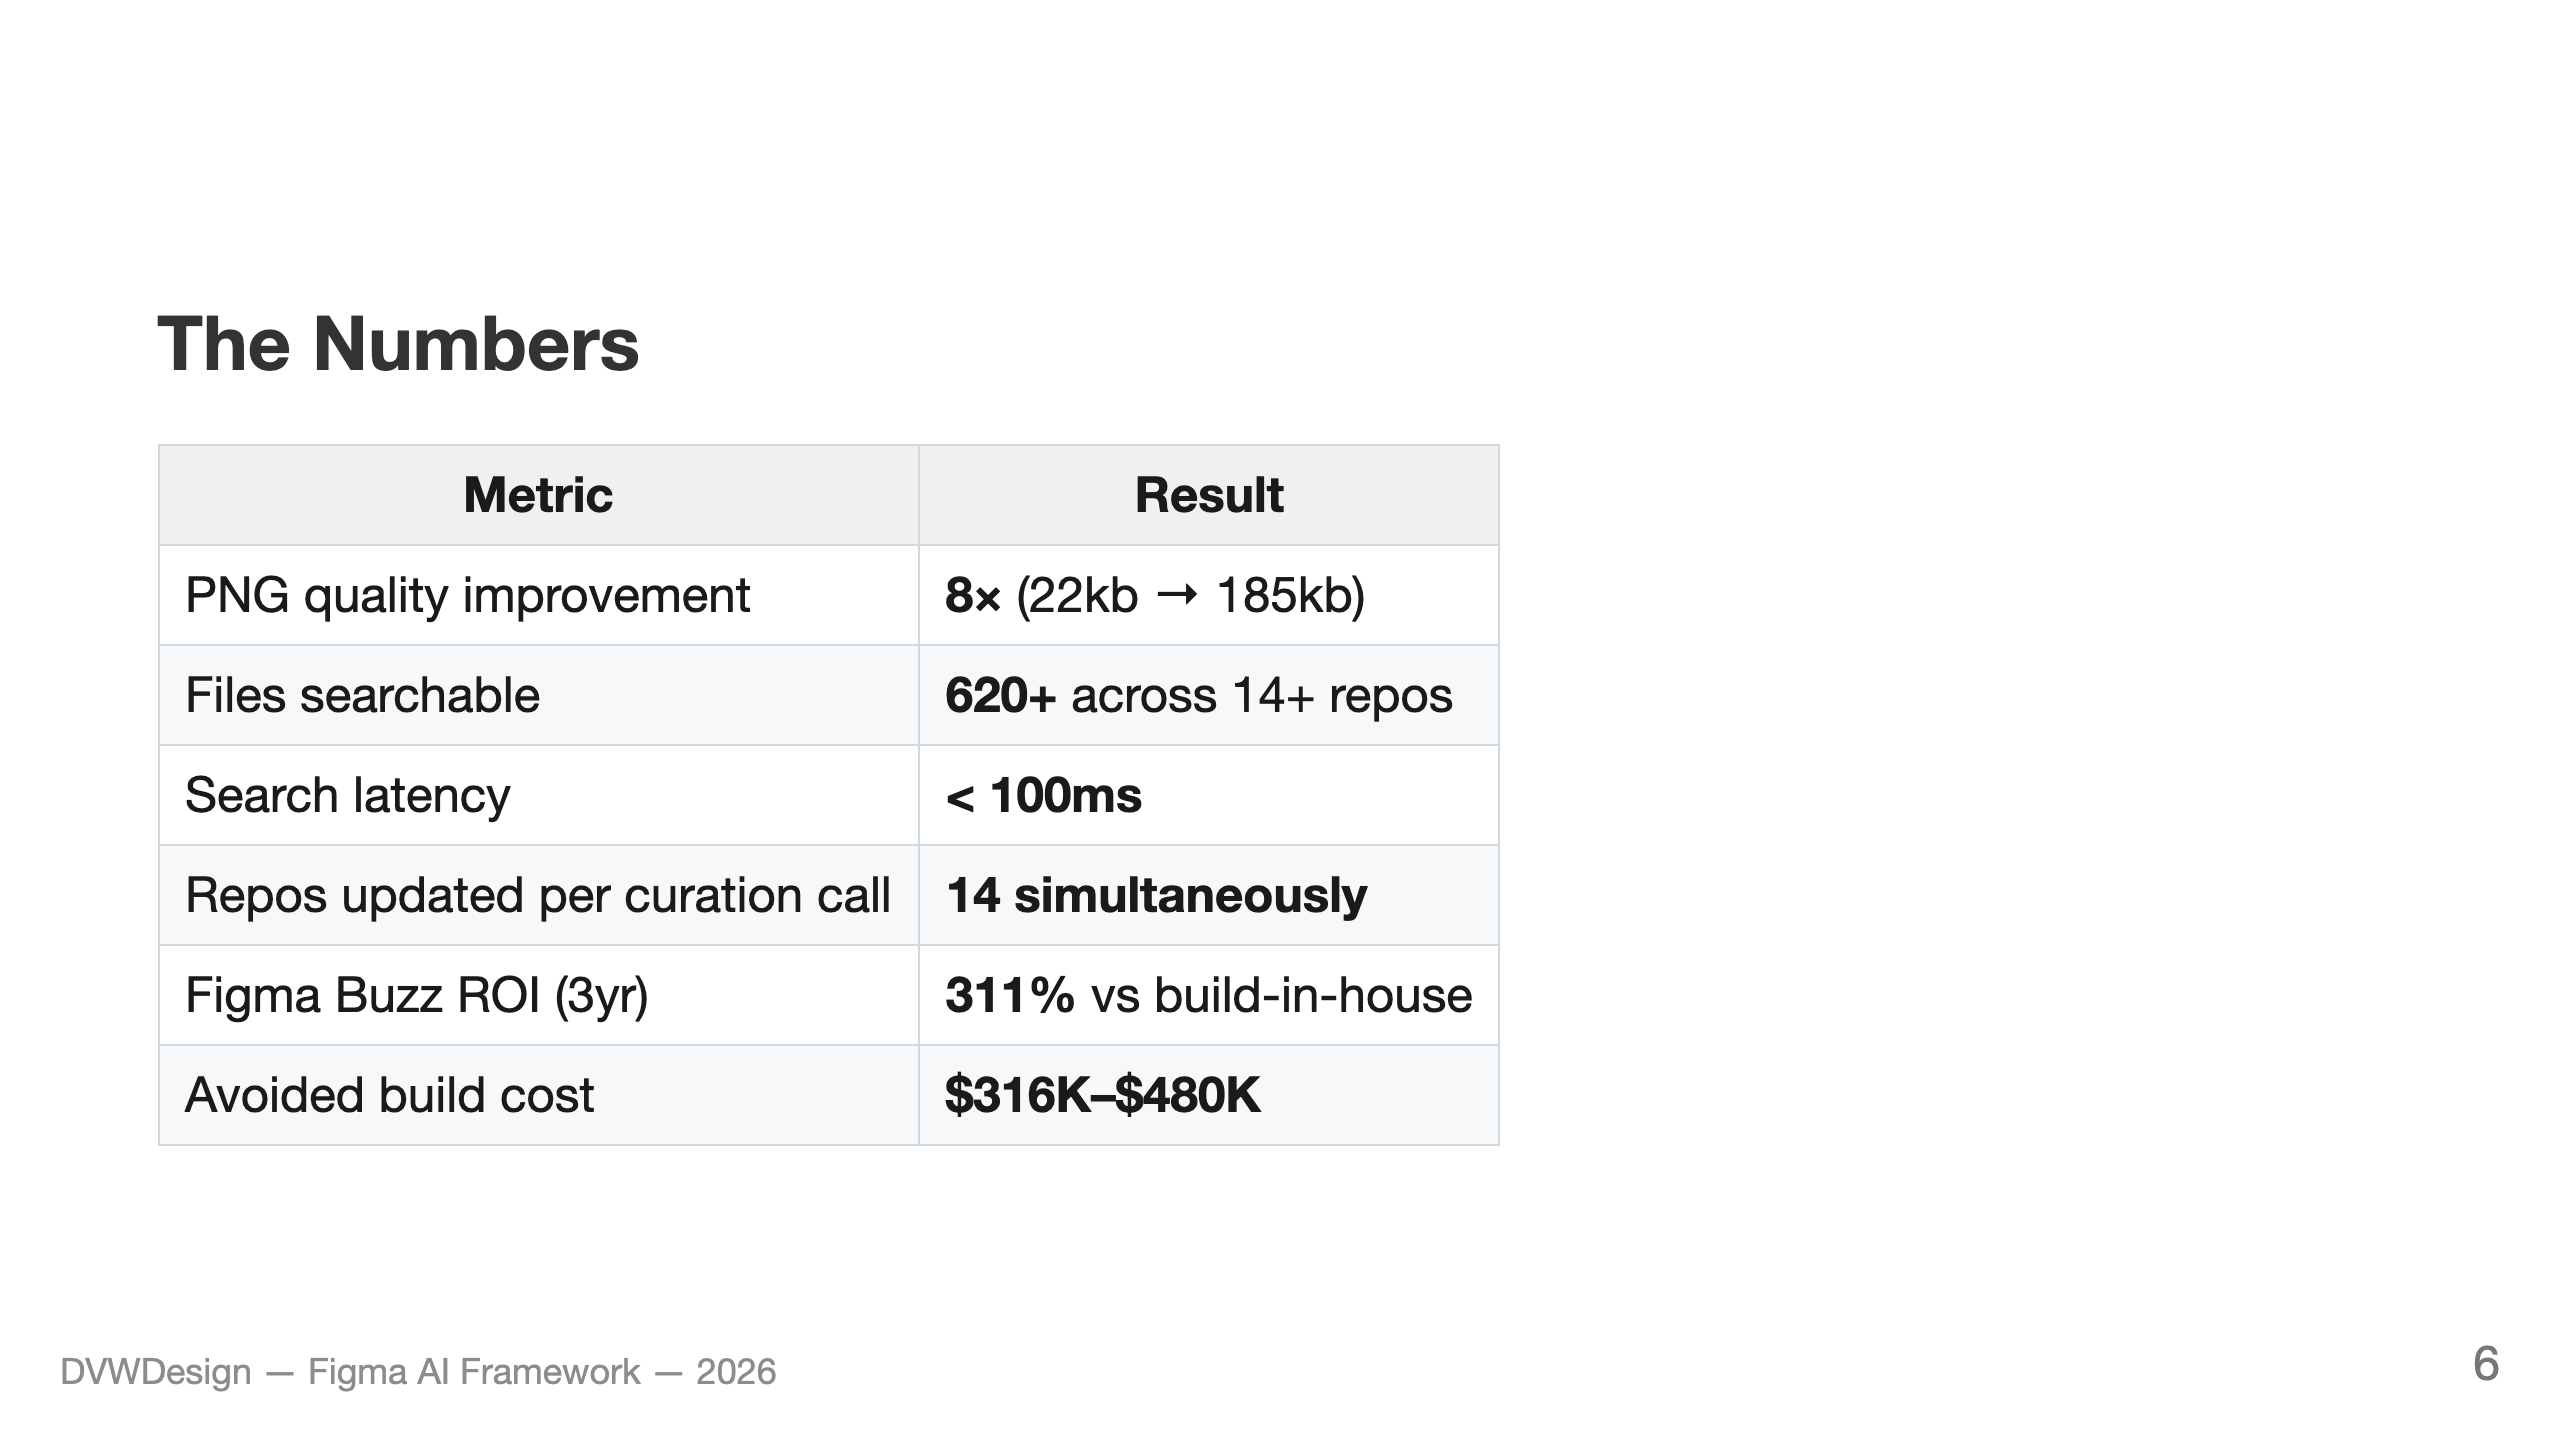 The Numbers
Metric Result
PNG quality improvement 8× (22kb → 185kb)
Files searchable 620+ across 14+ repos
Search latency < 100ms
Repos updated per curation call 14 simultaneously
Figma Buzz ROI (3yr) 311% vs build-in-house
Avoided build cost $316K–$480K
DVWDesign — Figma AI Framework — 2026
6